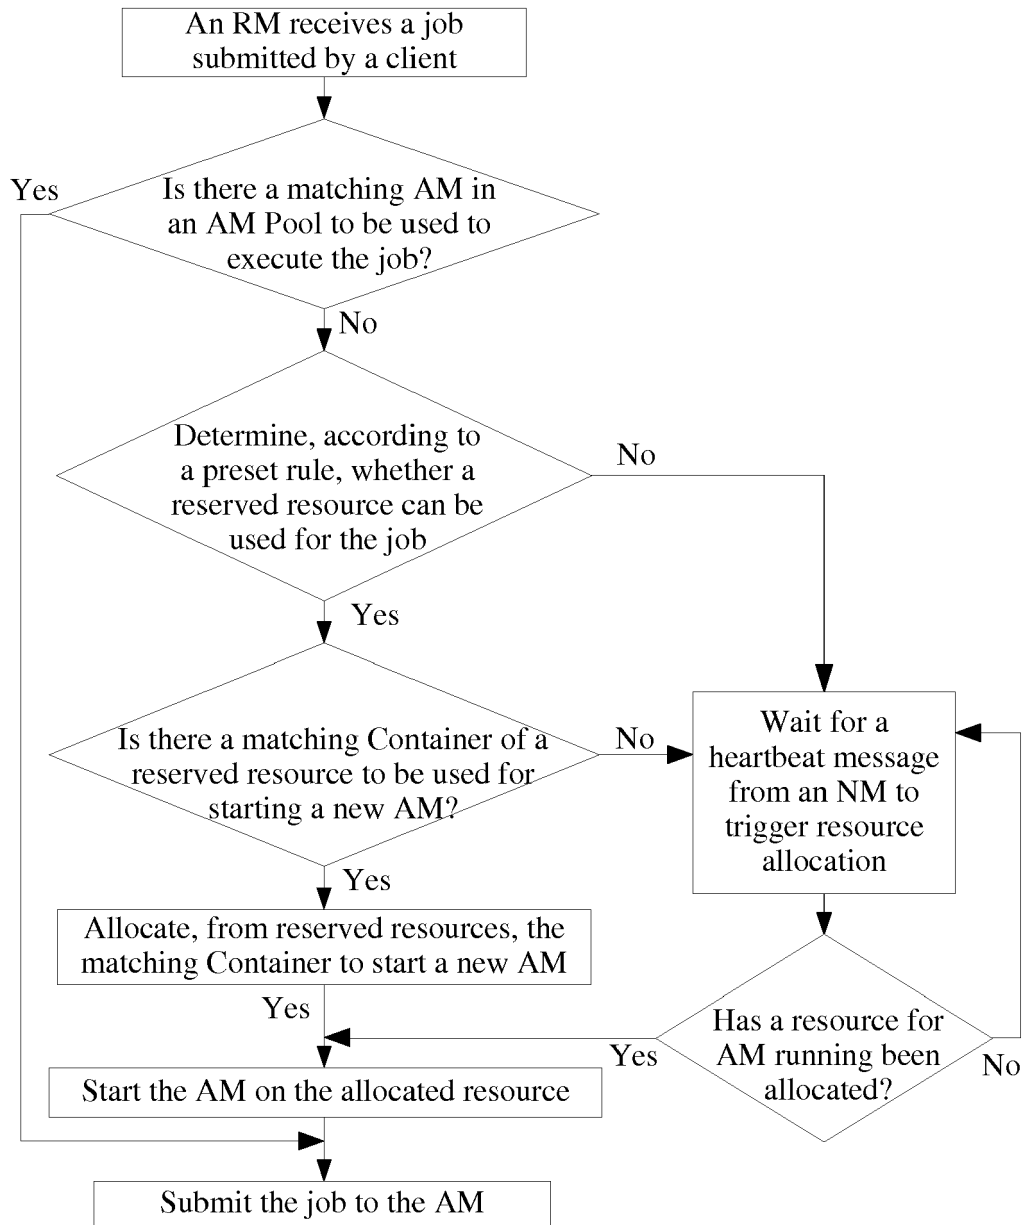 An RM receives a job
submitted by a client
Yes
Is there a matching AM in
an AM Pool to be used to
execute the job?
No
Determine, according to
a preset rule, whether a
reserved resource can be
used for the job
No
Yes
Is there a matching Container of a
reserved resource to be used for
starting a new AM?
No
Wait for a
heartbeat message
from an NM to
trigger resource
allocation
Yes
Allocate, from reserved resources, the
matching Container to start a new AM
Yes
Has a resource for
AM running been
allocated?
Yes
No
Start the AM on the allocated resource
Submit the job to the AM